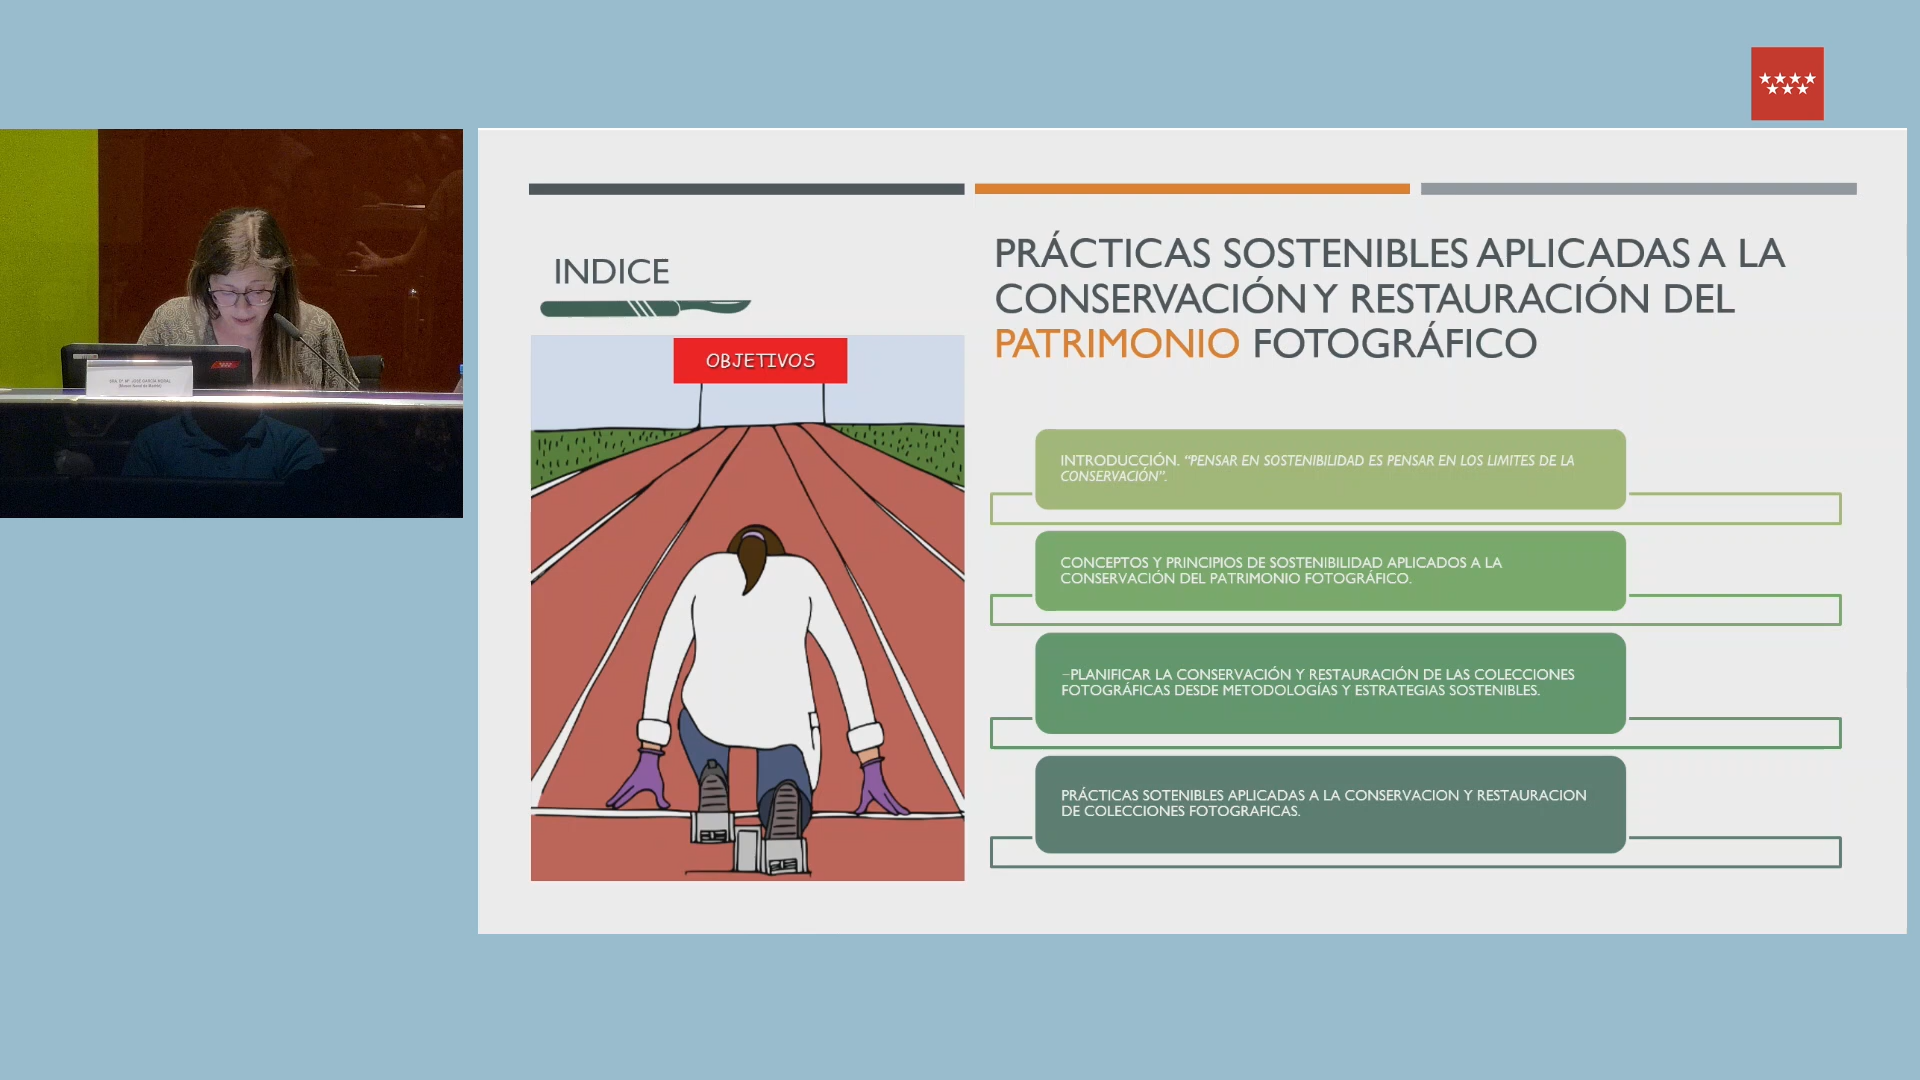 INDICE
OBJETIVOS
PRÁCTICAS SOSTENIBLES APLICADAS A LA
CONSERVACIÓN Y RESTAURACIÓN DEL
PATRIMONIO FOTOGRÁFICO
INTRODUCCIÓN. “PENSAR EN SOSTENIBILIDAD ES PENSAR EN LOS LIMITES DE LA
CONSERVACIÓN”.
CONCEPTOS Y PRINCIPIOS DE SOSTENIBILIDAD APLICADOS A LA
CONSERVACIÓN DEL PATRIMONIO FOTOGRÁFICO.
–PLANIFICAR LA CONSERVACIÓN Y RESTAURACIÓN DE LAS COLECCIONES
FOTOGRÁFICAS DESDE METODOLOGÍAS Y ESTRATEGIAS SOSTENIBLES.
PRÁCTICAS SOTENIBLES APLICADAS A LA CONSERVACION Y RESTAURACION
DE COLECCIONES FOTOGRAFICAS.